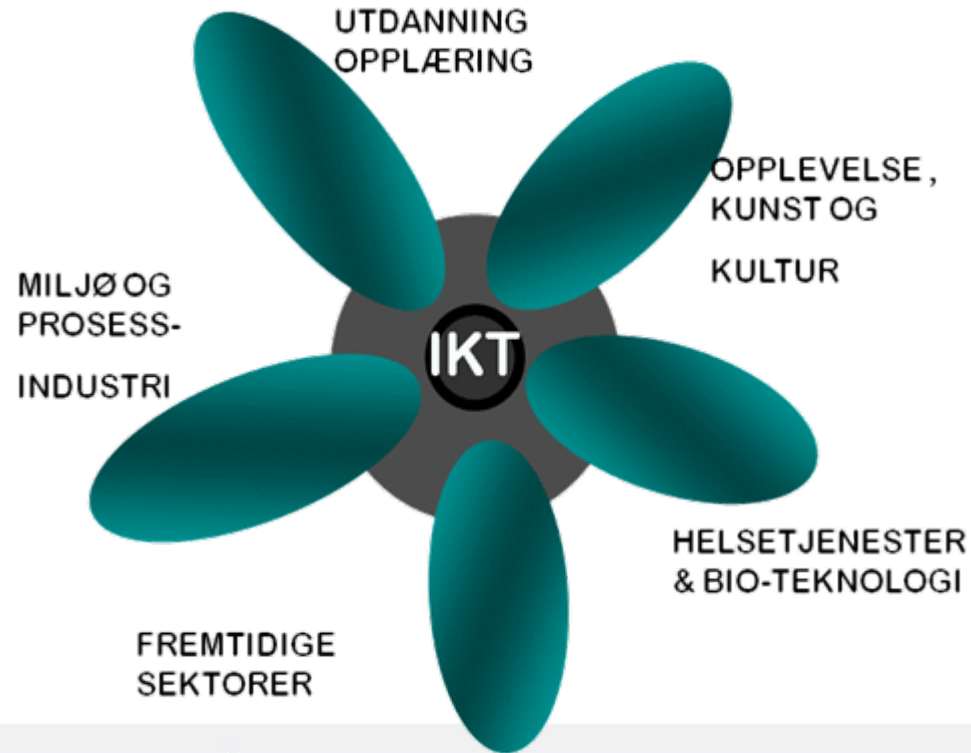 UTDANNING
OPPLÆRING
OPPLEVELSE,
KUNST OG
KULTUR
MILJØ OG
PROSESS-
INDUSTRI
IKT
HELSETJENESTER
& BIO-TEKNOLOGI
FREMTIDIGE
SEKTORER